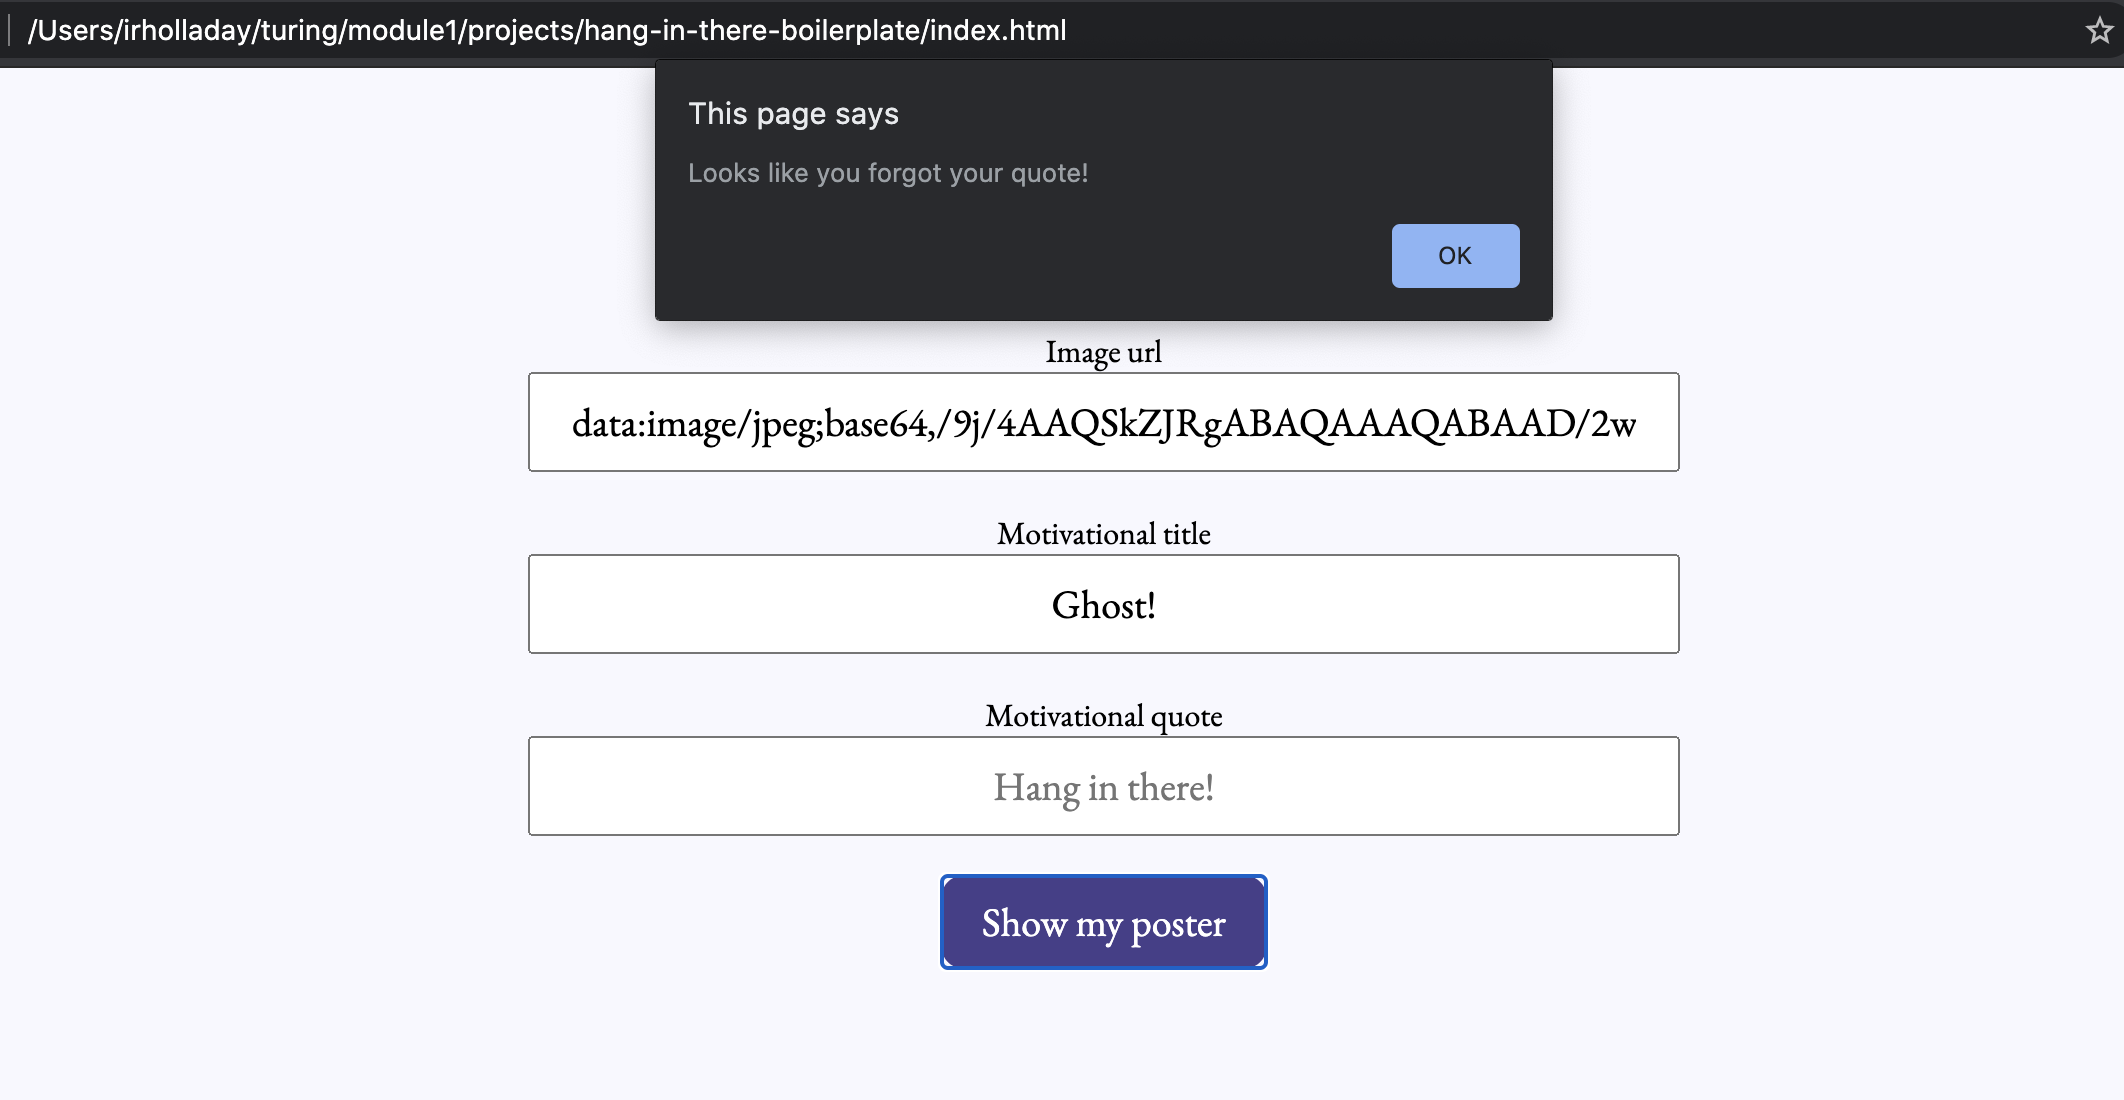 /Users/irholladay/turing/module1/projects/hang-in-there-boilerplate/index.html
This page says
Looks like you forgot your quote!
OK
Image url
data:image/jpeg;base64,/9j/4AAQSkZJRgABAQAAAQABAAD/2w
Motivational title
Ghost!
Motivational quote
Hang in there!
Show my poster